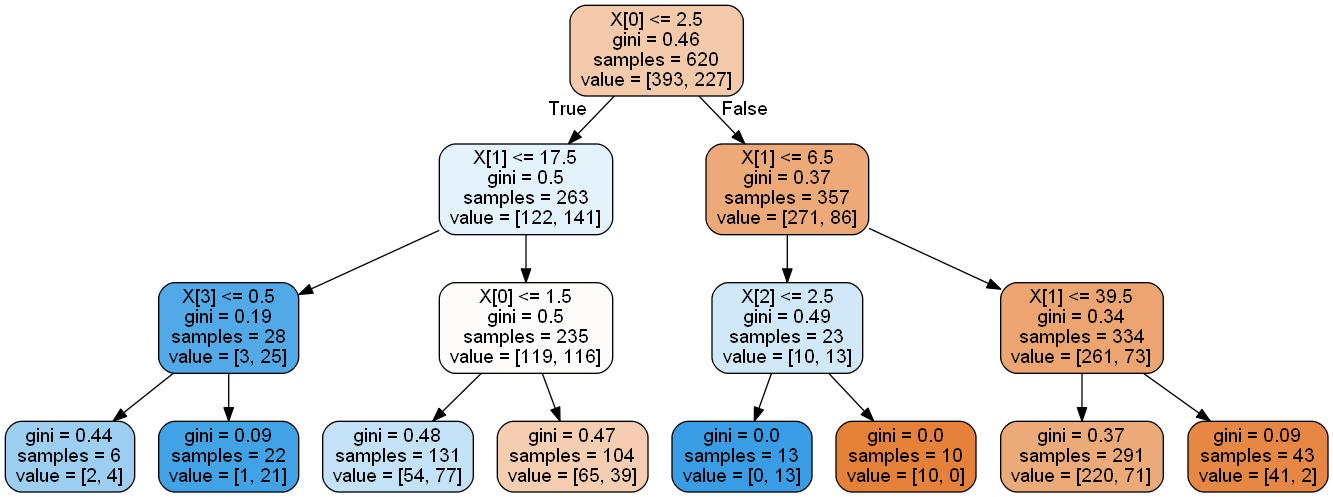 X[0] <= 2.5
gini = 0.46
samples = 620
value = [393, 227]
True
False
X[1] <= 17.5
gini = 0.5
samples = 263
value = [122, 141]
X[1] <= 6.5
gini = 0.37
samples = 357
value = [271, 86]
X[3] <= 0.5
gini = 0.19
samples = 28
value = [3, 25]
X[0] <= 1.5
gini = 0.5
samples = 235
value = [119, 116]
X[2] <= 2.5
gini = 0.49
samples = 23
value = [10, 13]
X[1] <= 39.5
gini = 0.34
samples = 334
value = [261, 73]
gini = 0.44
samples = 6
value = [2, 4]
gini = 0.09
samples = 22
value = [1, 21]
gini = 0.48
samples = 131
value = [54, 77]
gini = 0.47
samples = 104
value = [65, 39]
gini = 0.0
samples = 13
value = [0, 13]
gini = 0.0
samples = 10
value = [10, 0]
gini = 0.37
samples = 291
value = [220, 71]
gini = 0.09
samples = 43
value = [41, 2]